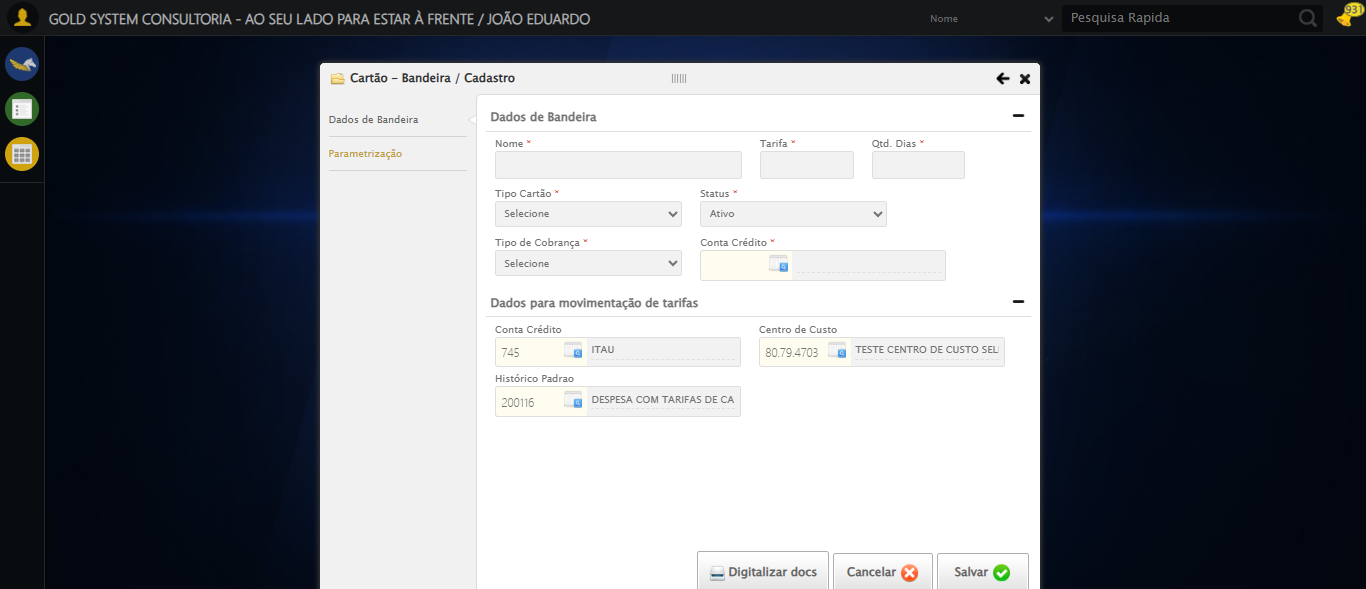 GOLD SYSTEM CONSULTORIA - AO SEU LADO PARA ESTAR À FRENTE / JOÃO EDUARDO
Nome
Pesquisa Rapida
931
Cartão - Bandeira / Cadastro
Dados de Bandeira
Parametrização
Dados de Bandeira
Nome * Tarifa * Qtd. Dias *
Tipo Cartão * Status *
Selecione Ativo
Tipo de Cobrança * Conta Crédito *
Selecione
Dados para movimentação de tarifas
Conta Crédito Centro de Custo
745 ITAU 80.79.4703 TESTE CENTRO DE CUSTO SEL
Histórico Padrao
200116 DESPESA COM TARIFAS DE CA
Digitalizar docs Cancelar Salvar